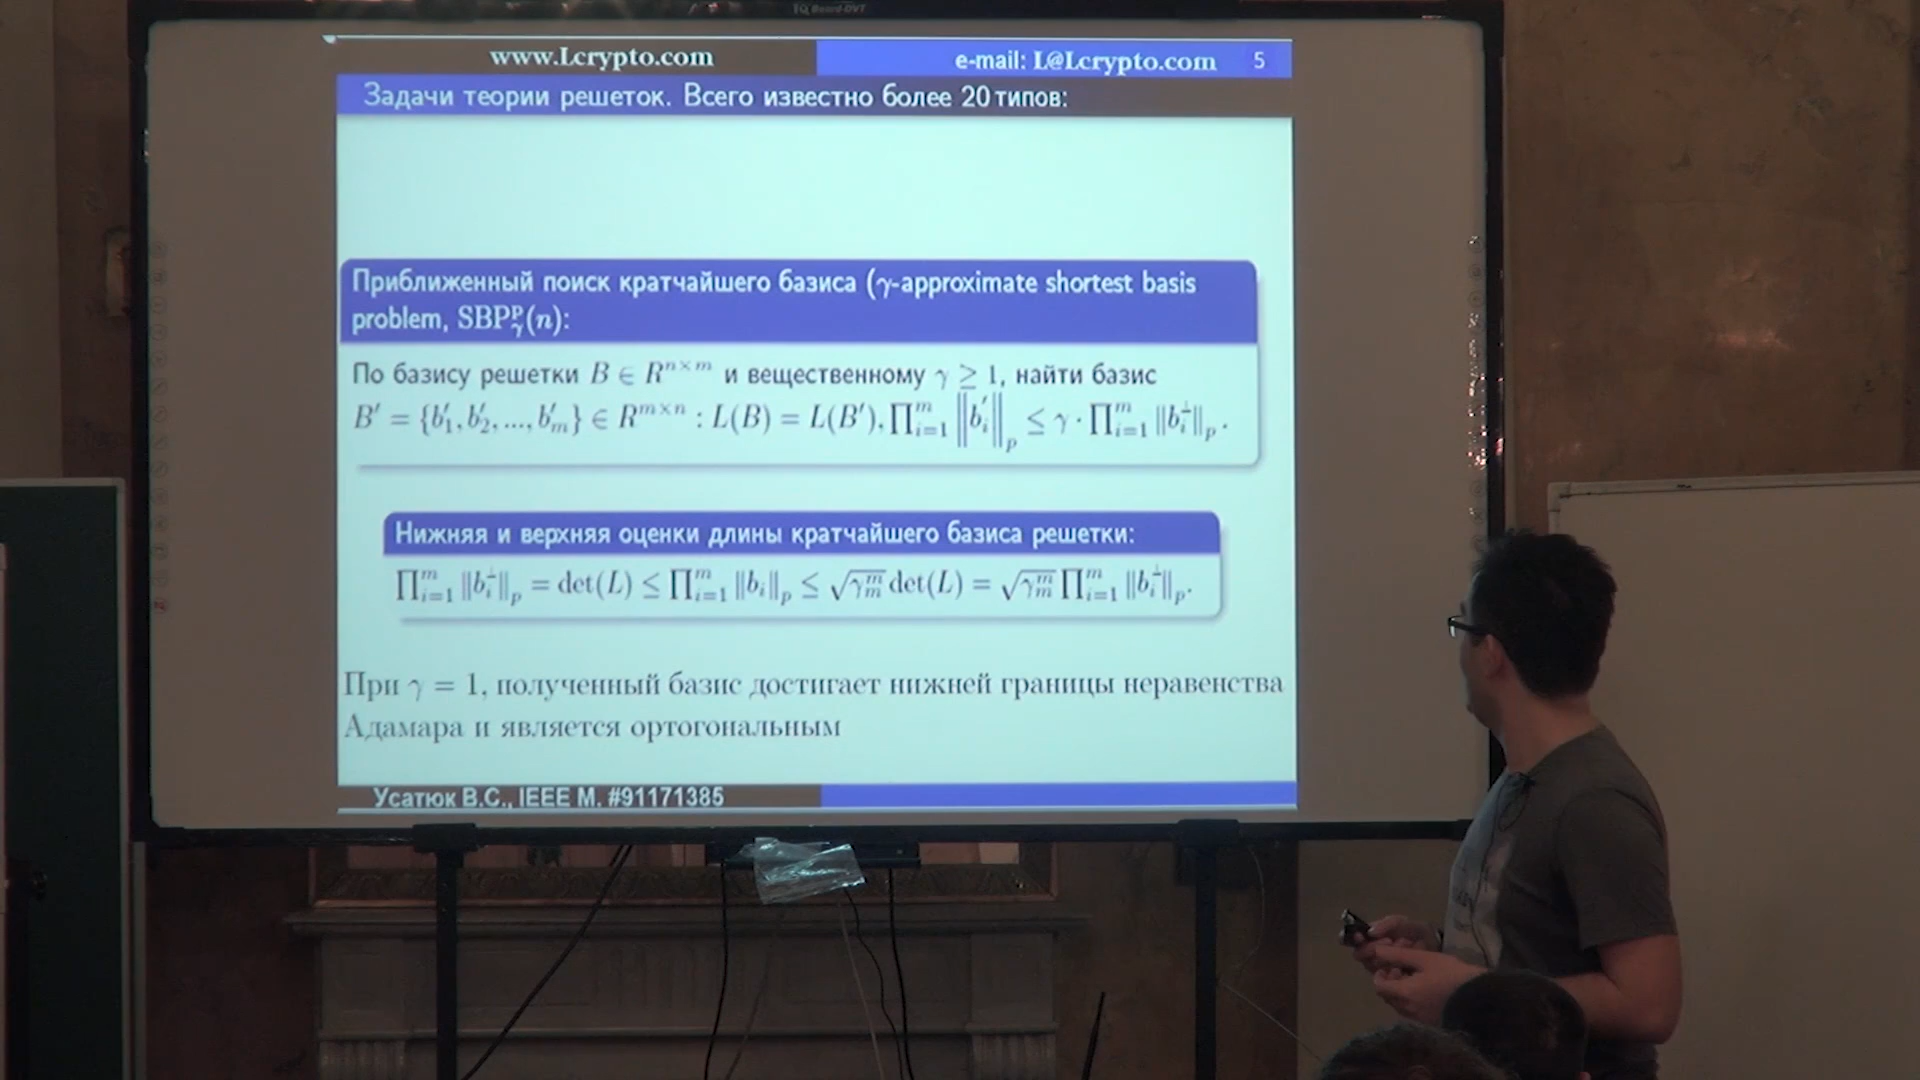 IQ Board-DVT
www.Lcrypto.com e-mail: L@Lcrypto.com 5
Задачи теории решеток. Всего известно более 20 типов:
Приближенный поиск кратчайшего базиса (γ-approximate shortest basis
problem, SBP^p_γ(n):
По базису решетки B ∈ R^{n×m} и вещественному γ ≥ 1, найти базис
B′ = {b′_1, b′_2, ..., b′_m} ∈ R^{m×n} : L(B) = L(B′), ∏_{i=1}^m ‖b′_i‖_p ≤ γ · ∏_{i=1}^m ‖b_i^⊥‖_p.
Нижняя и верхняя оценки длины кратчайшего базиса решетки:
∏_{i=1}^m ‖b_i^⊥‖_p = det(L) ≤ ∏_{i=1}^m ‖b_i‖_p ≤ √(γ_m^m) det(L) = √(γ_m^m) ∏_{i=1}^m ‖b_i^⊥‖_p.
При γ = 1, полученный базис достигает нижней границы неравенства
Адамара и является ортогональным
Усатюк В.С., IEEE M. #91171385